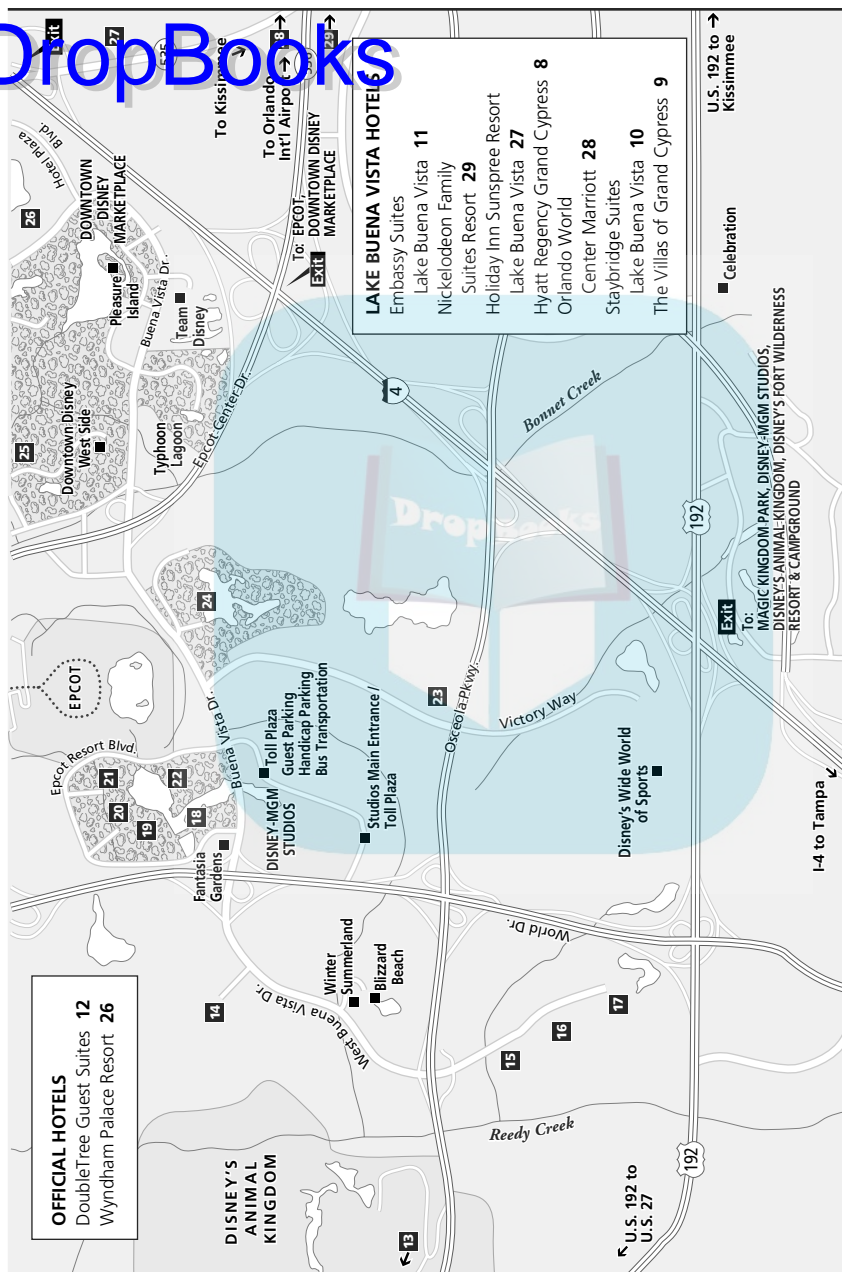 DropBooks
OFFICIAL HOTELS
DoubleTree Guest Suites 12
Wyndham Palace Resort 26
LAKE BUENA VISTA HOTELS
Embassy Suites
Lake Buena Vista 11
Nickelodeon Family
Suites Resort 29
Holiday Inn Sunspree Resort
Lake Buena Vista 27
Hyatt Regency Grand Cypress 8
Orlando World
Center Marriott 28
Staybridge Suites
Lake Buena Vista 10
The Villas of Grand Cypress 9
Exit
27
535
To Kissimmee
To Orlando
Int'l Airport → 28 →
536
29 →
Hotel Plaza
Blvd.
26
DOWNTOWN
DISNEY
MARKETPLACE
Pleasure
Island
Buena Vista Dr.
Team
Disney
To: EPCOT,
DOWNTOWN DISNEY
MARKETPLACE
Exit
U.S. 192 to →
Kissimmee
Celebration
25
Downtown Disney
West Side
Typhoon
Lagoon
Epcot Center Dr.
4
Bonnet Creek
192
Exit
To:
MAGIC KINGDOM PARK, DISNEY-MGM STUDIOS,
DISNEY'S ANIMAL KINGDOM, DISNEY'S FORT WILDERNESS
RESORT & CAMPGROUND
DropBooks
24
EPCOT
Epcot Resort Blvd.
Buena Vista Dr.
21
20
19
22
18
Fantasia
Gardens
DISNEY-MGM
STUDIOS
Toll Plaza
Guest Parking
Handicap Parking
Bus Transportation
Studios Main Entrance /
Toll Plaza
23
Osceola Pkwy.
Victory Way
Disney's Wide World
of Sports
I-4 to Tampa
World Dr.
14
West Buena Vista Dr.
Winter
Summerland
Blizzard
Beach
15
16
17
Reedy Creek
DISNEY'S
ANIMAL
KINGDOM
13
192
U.S. 192 to
U.S. 27